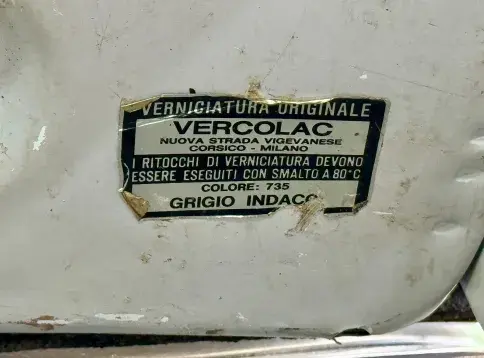 VERNICIATURA ORIGINALE
VERCOLAC
NUOVA STRADA VIGEVANESE
CORSICO - MILANO
I RITOCCHI DI VERNICIATURA DEVONO
ESSERE ESEGUITI CON SMALTO A 80°C
COLORE: 735
GRIGIO INDACO